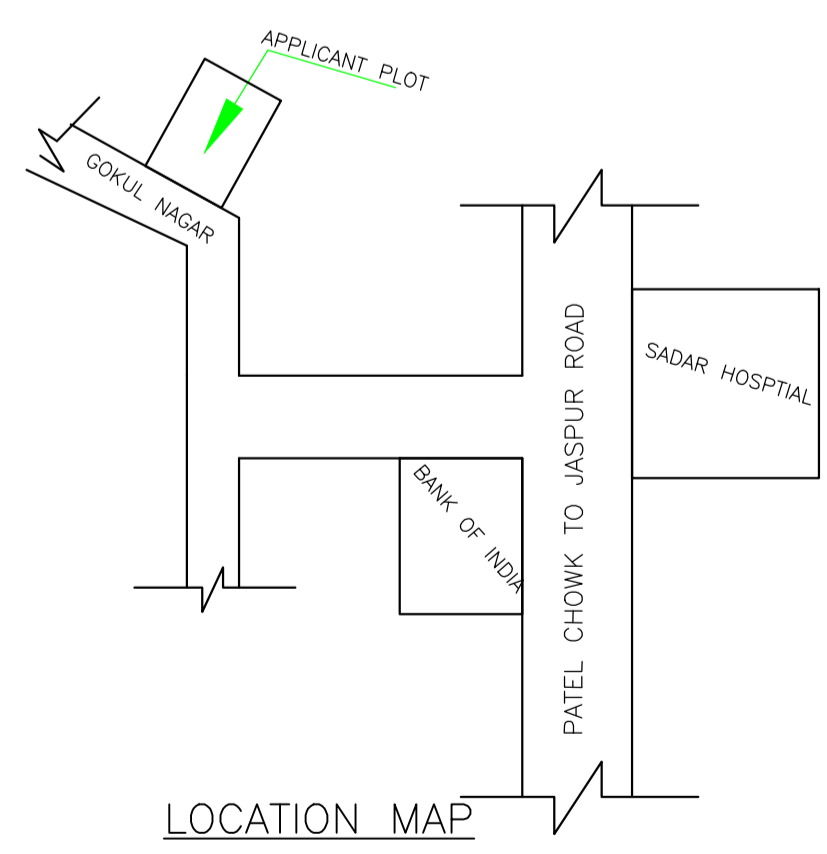 APPLICANT PLOT
GOKUL NAGAR
PATEL CHOWK TO JASPUR ROAD
SADAR HOSPTIAL
BANK OF INDIA
LOCATION MAP